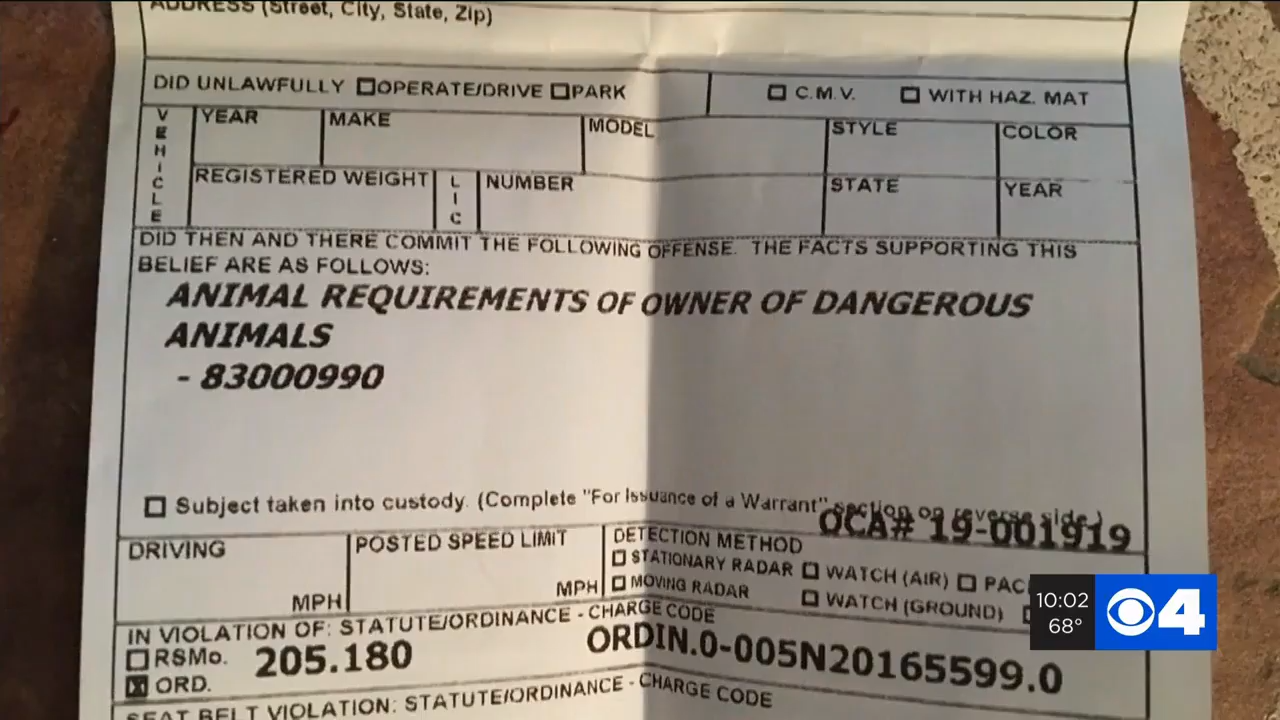 ADDRESS (Street, City, State, Zip)
DID UNLAWFULLY ☐OPERATE/DRIVE ☐PARK ☐ C.M.V. ☐ WITH HAZ. MAT
VEHICLE
YEAR MAKE MODEL STYLE COLOR
REGISTERED WEIGHT LIC NUMBER STATE YEAR
DID THEN AND THERE COMMIT THE FOLLOWING OFFENSE. THE FACTS SUPPORTING THIS
BELIEF ARE AS FOLLOWS:
ANIMAL REQUIREMENTS OF OWNER OF DANGEROUS
ANIMALS
- 83000990
☐ Subject taken into custody. (Complete "For Issuance of a Warrant" section on reverse side.)
OCA# 19-001919
DRIVING POSTED SPEED LIMIT DETECTION METHOD
☐ STATIONARY RADAR ☐ WATCH (AIR) ☐ PAC
MPH MPH ☐ MOVING RADAR ☐ WATCH (GROUND)
IN VIOLATION OF: STATUTE/ORDINANCE - CHARGE CODE
☐ RSMo. 205.180 ORDIN.0-005N20165599.0
☒ ORD.
SEAT BELT VIOLATION: STATUTE/ORDINANCE - CHARGE CODE
10:02
68°
4